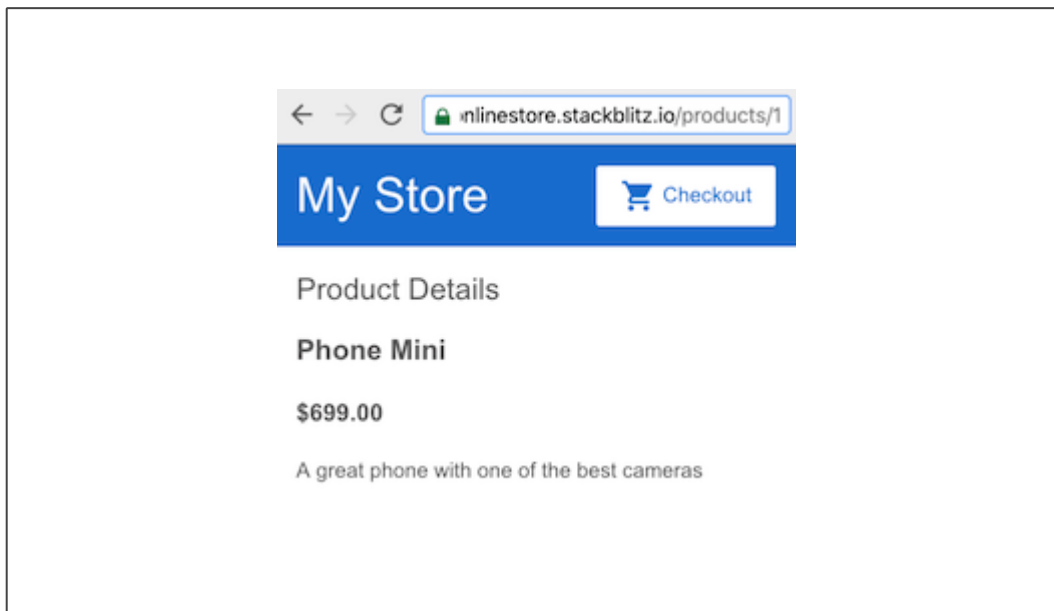 nlinestore.stackblitz.io/products/1
My Store
Checkout
Product Details
Phone Mini
$699.00
A great phone with one of the best cameras